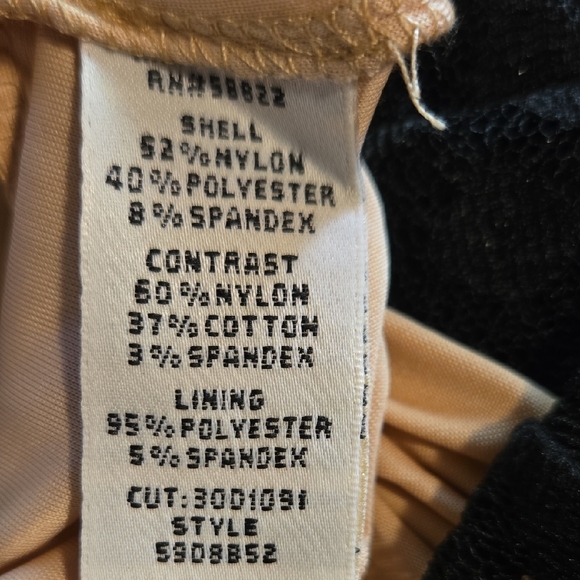 RN#58822
SHELL
52%NYLON
40%POLYESTER
8%SPANDEX
CONTRAST
60%NYLON
37%COTTON
3%SPANDEX
LINING
95%POLYESTER
5%SPANDEX
CUT:3001091
STYLE
5908852